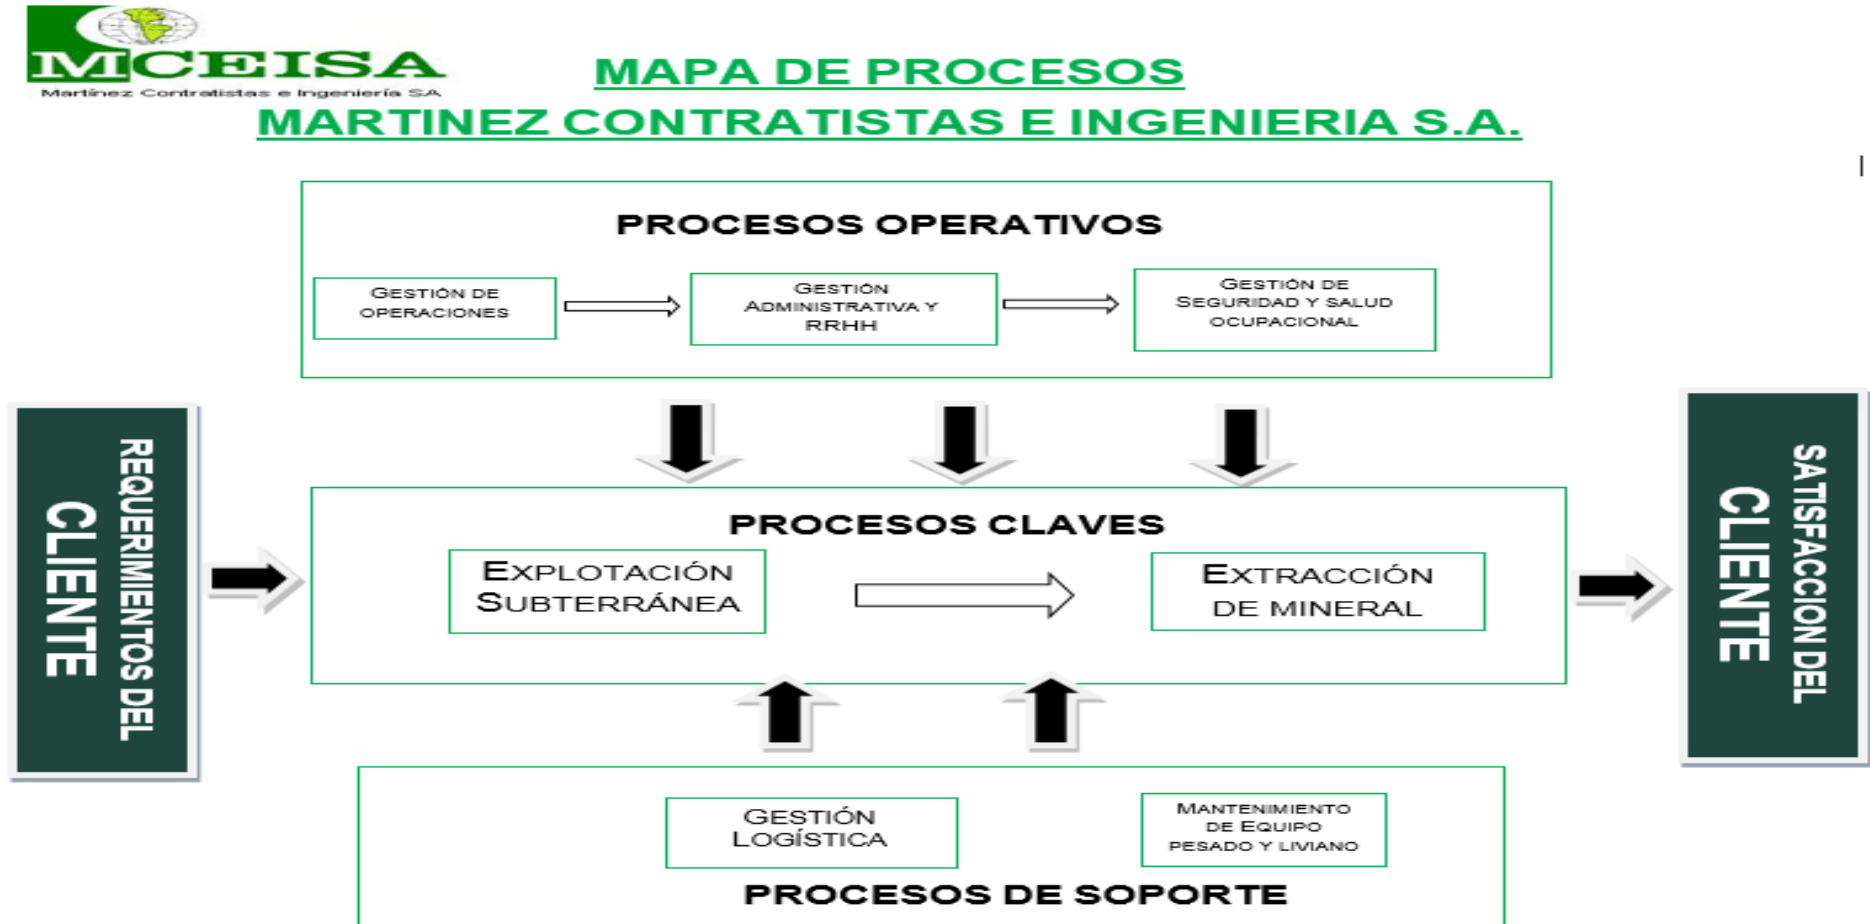 MCEISA
Martínez Contratistas e Ingeniería SA
MAPA DE PROCESOS
MARTINEZ CONTRATISTAS E INGENIERIA S.A.
PROCESOS OPERATIVOS
GESTIÓN DE
OPERACIONES
GESTIÓN
ADMINISTRATIVA Y
RRHH
GESTIÓN DE
SEGURIDAD Y SALUD
OCUPACIONAL
REQUERIMIENTOS DEL
CLIENTE
PROCESOS CLAVES
EXPLOTACIÓN
SUBTERRÁNEA
EXTRACCIÓN
DE MINERAL
SATISFACCION DEL
CLIENTE
GESTIÓN
LOGÍSTICA
MANTENIMIENTO
DE EQUIPO
PESADO Y LIVIANO
PROCESOS DE SOPORTE